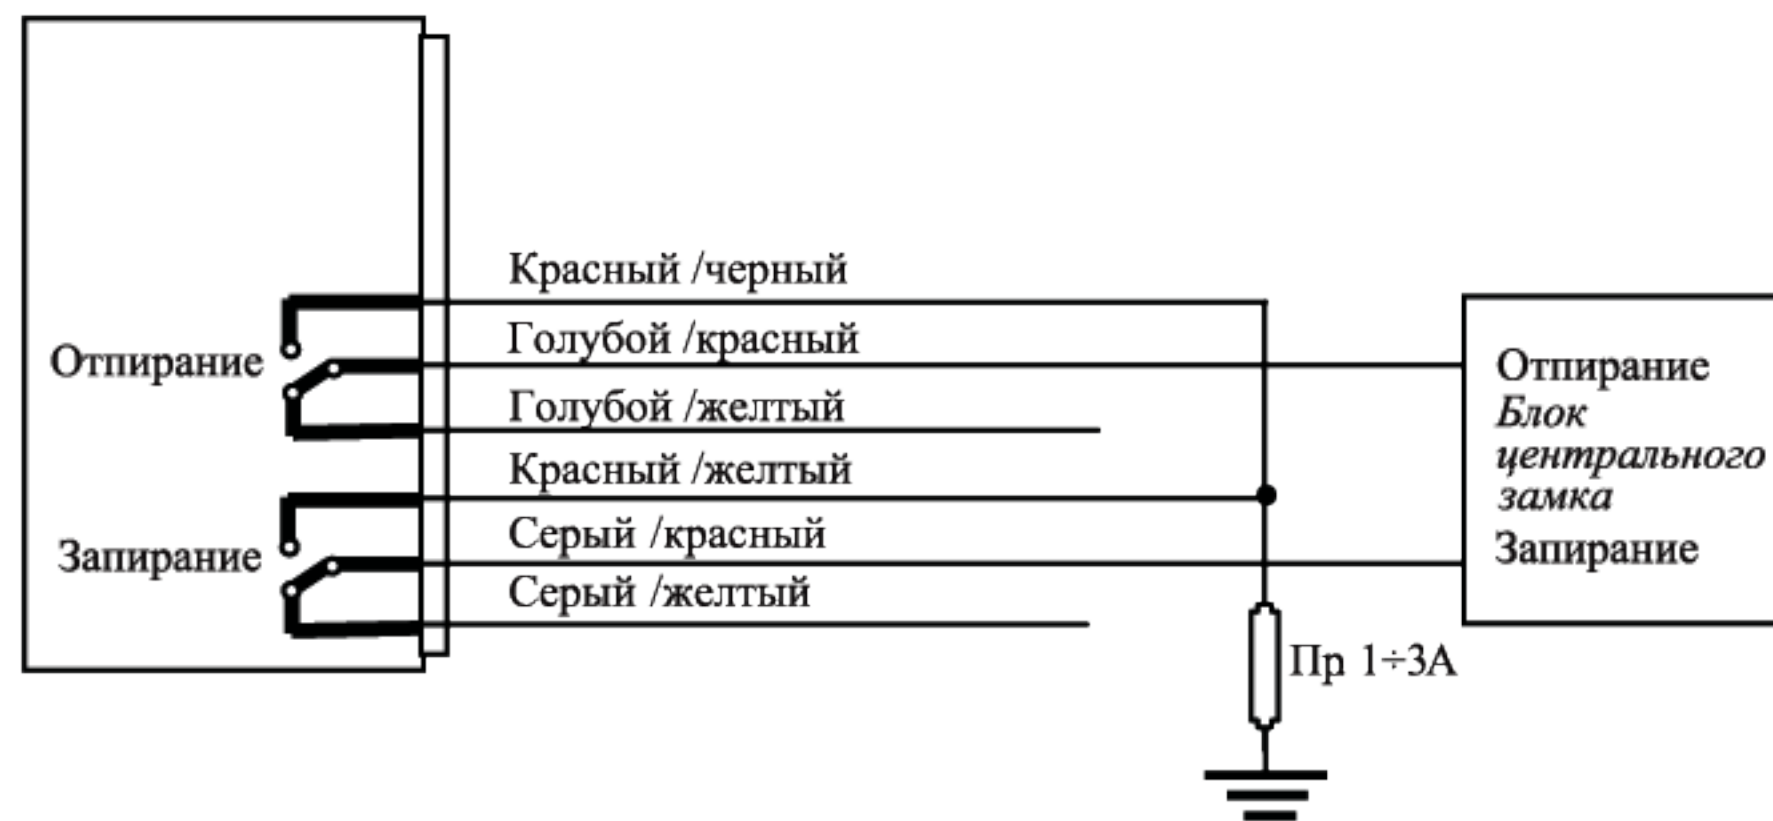 Красный /черный
Голубой /красный
Отпирание
Голубой /желтый
Красный /желтый
Запирание
Серый /красный
Серый /желтый
Отпирание
Блок
центрального
замка
Запирание
Пр 1÷3А